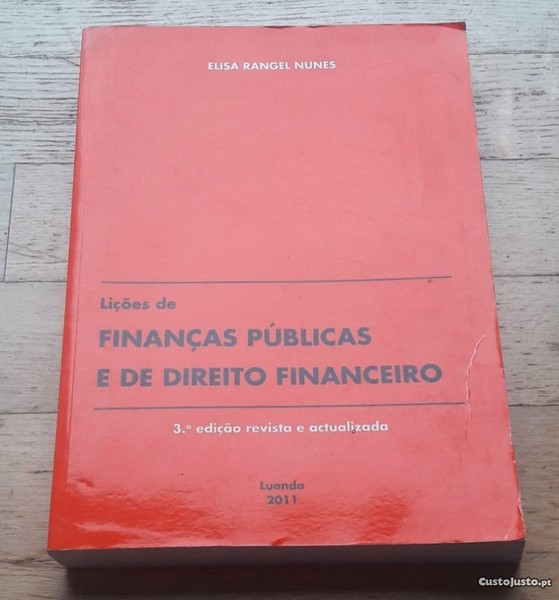 ELISA RANGEL NUNES
Lições de
FINANÇAS PÚBLICAS
E DE DIREITO FINANCEIRO
3.º edição revista e actualizada
Luanda
2011
CustoJusto.pt